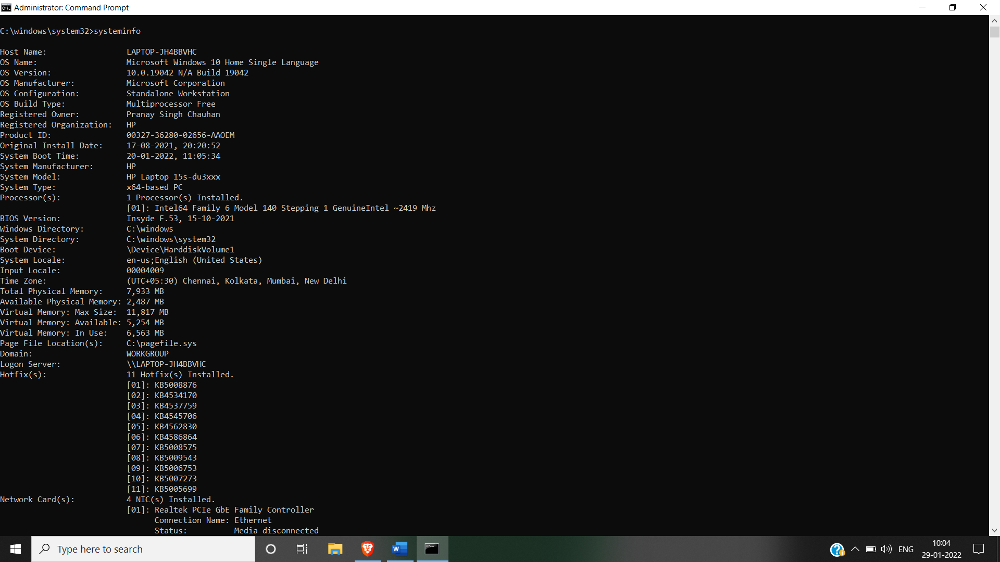 Administrator: Command Prompt
C:\windows\system32>systeminfo
Host Name: LAPTOP-JH4BBVHC
OS Name: Microsoft Windows 10 Home Single Language
OS Version: 10.0.19042 N/A Build 19042
OS Manufacturer: Microsoft Corporation
OS Configuration: Standalone Workstation
OS Build Type: Multiprocessor Free
Registered Owner: Pranay Singh Chauhan
Registered Organization: HP
Product ID: 00327-36280-02656-AAOEM
Original Install Date: 17-08-2021, 20:20:52
System Boot Time: 20-01-2022, 11:05:34
System Manufacturer: HP
System Model: HP Laptop 15s-du3xxx
System Type: x64-based PC
Processor(s): 1 Processor(s) Installed.
[01]: Intel64 Family 6 Model 140 Stepping 1 GenuineIntel ~2419 Mhz
BIOS Version: Insyde F.53, 15-10-2021
Windows Directory: C:\windows
System Directory: C:\windows\system32
Boot Device: \Device\HarddiskVolume1
System Locale: en-us;English (United States)
Input Locale: 00004009
Time Zone: (UTC+05:30) Chennai, Kolkata, Mumbai, New Delhi
Total Physical Memory: 7,933 MB
Available Physical Memory: 2,487 MB
Virtual Memory: Max Size: 11,817 MB
Virtual Memory: Available: 5,254 MB
Virtual Memory: In Use: 6,563 MB
Page File Location(s): C:\pagefile.sys
Domain: WORKGROUP
Logon Server: \\LAPTOP-JH4BBVHC
Hotfix(s): 11 Hotfix(s) Installed.
[01]: KB5008876
[02]: KB4534170
[03]: KB4537759
[04]: KB4545706
[05]: KB4562830
[06]: KB4586864
[07]: KB5008575
[08]: KB5009543
[09]: KB5006753
[10]: KB5007273
[11]: KB5005699
Network Card(s): 4 NIC(s) Installed.
[01]: Realtek PCIe GbE Family Controller
Connection Name: Ethernet
Status: Media disconnected
Type here to search
ENG
10:04
29-01-2022